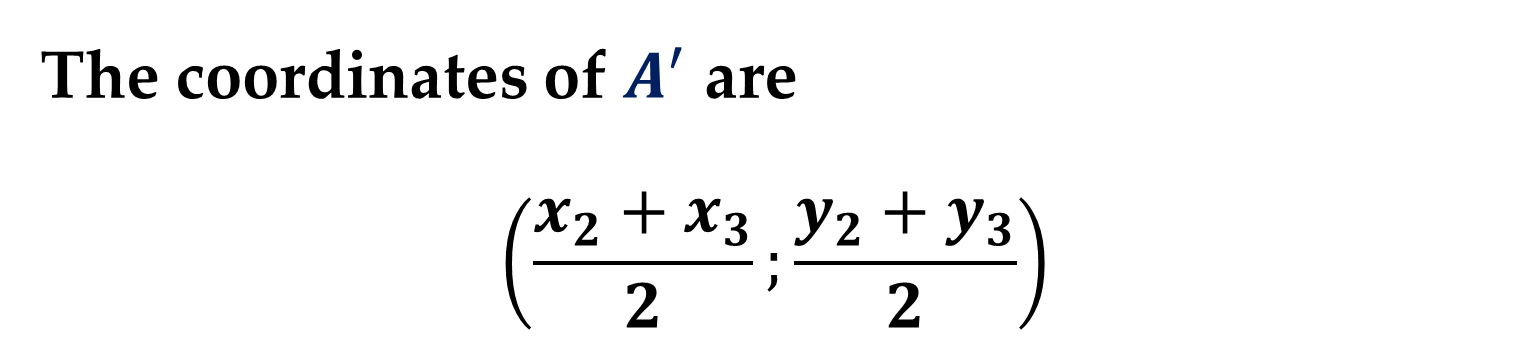 The coordinates of A′ are
(x₂ + x₃ / 2 ; y₂ + y₃ / 2)